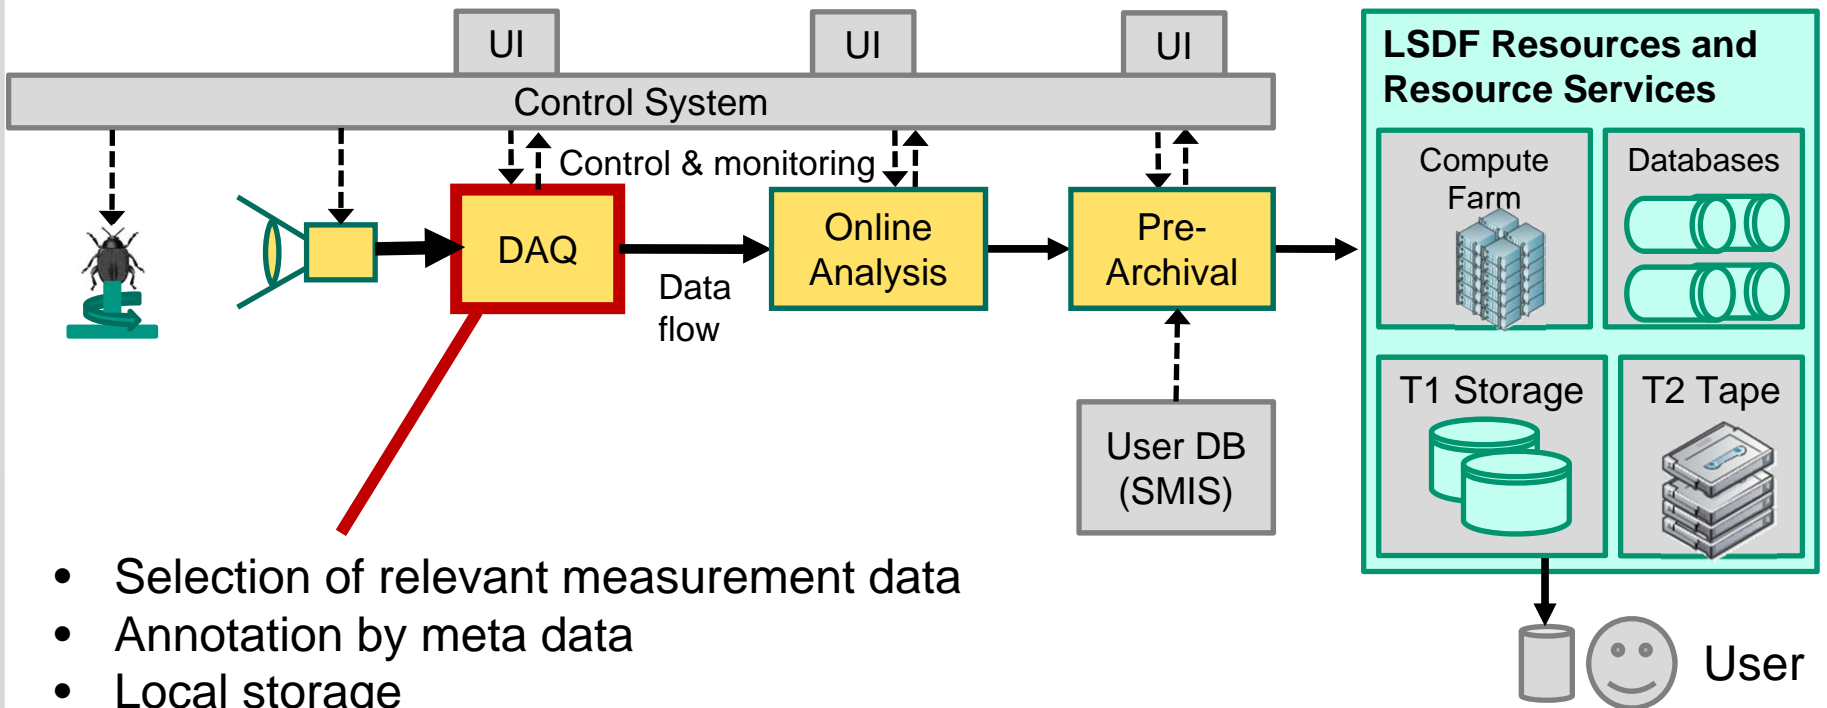 UI
UI
UI
Control System
Control & monitoring
DAQ
Data
flow
Online
Analysis
Pre-
Archival
User DB
(SMIS)
LSDF Resources and
Resource Services
Compute
Farm
Databases
T1 Storage
T2 Tape
User
• Selection of relevant measurement data
• Annotation by meta data
• Local storage